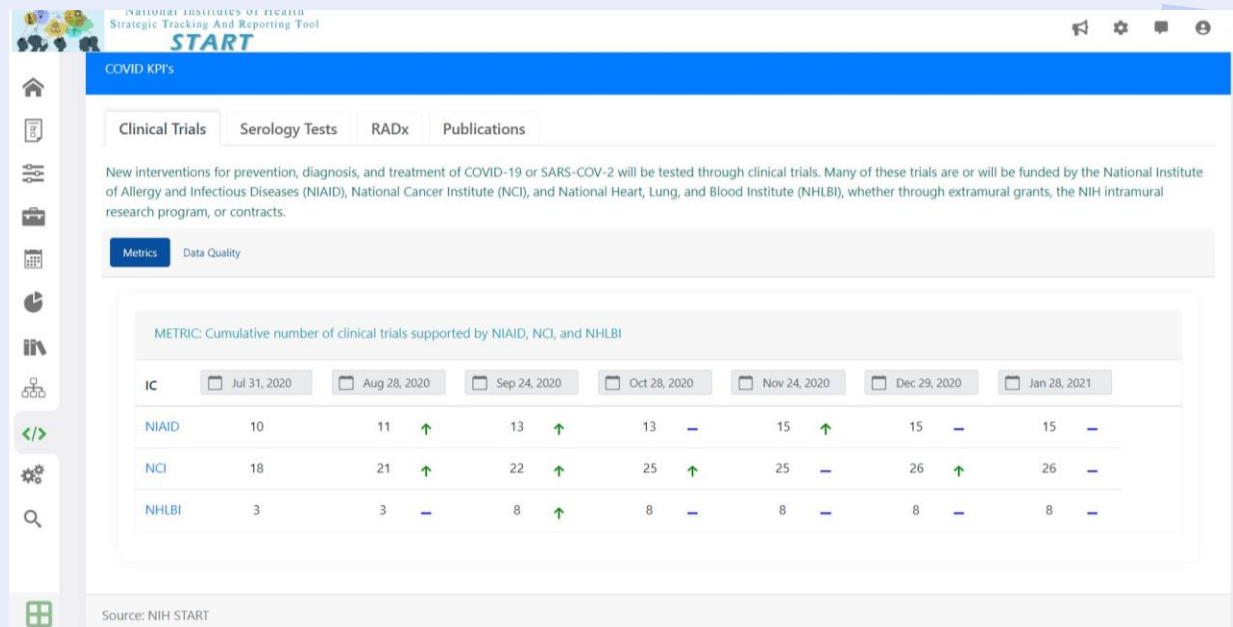 National Institutes of Health
Strategic Tracking And Reporting Tool
START
COVID KPI's
Clinical Trials Serology Tests RADx Publications
New interventions for prevention, diagnosis, and treatment of COVID-19 or SARS-COV-2 will be tested through clinical trials. Many of these trials are or will be funded by the National Institute
of Allergy and Infectious Diseases (NIAID), National Cancer Institute (NCI), and National Heart, Lung, and Blood Institute (NHLBI), whether through extramural grants, the NIH intramural
research program, or contracts.
Metrics Data Quality
METRIC: Cumulative number of clinical trials supported by NIAID, NCI, and NHLBI
IC Jul 31, 2020 Aug 28, 2020 Sep 24, 2020 Oct 28, 2020 Nov 24, 2020 Dec 29, 2020 Jan 28, 2021
NIAID 10 11 ↑ 13 ↑ 13 – 15 ↑ 15 – 15 –
NCI 18 21 ↑ 22 ↑ 25 ↑ 25 – 26 ↑ 26 –
NHLBI 3 3 – 8 ↑ 8 – 8 – 8 – 8 –
Source: NIH START